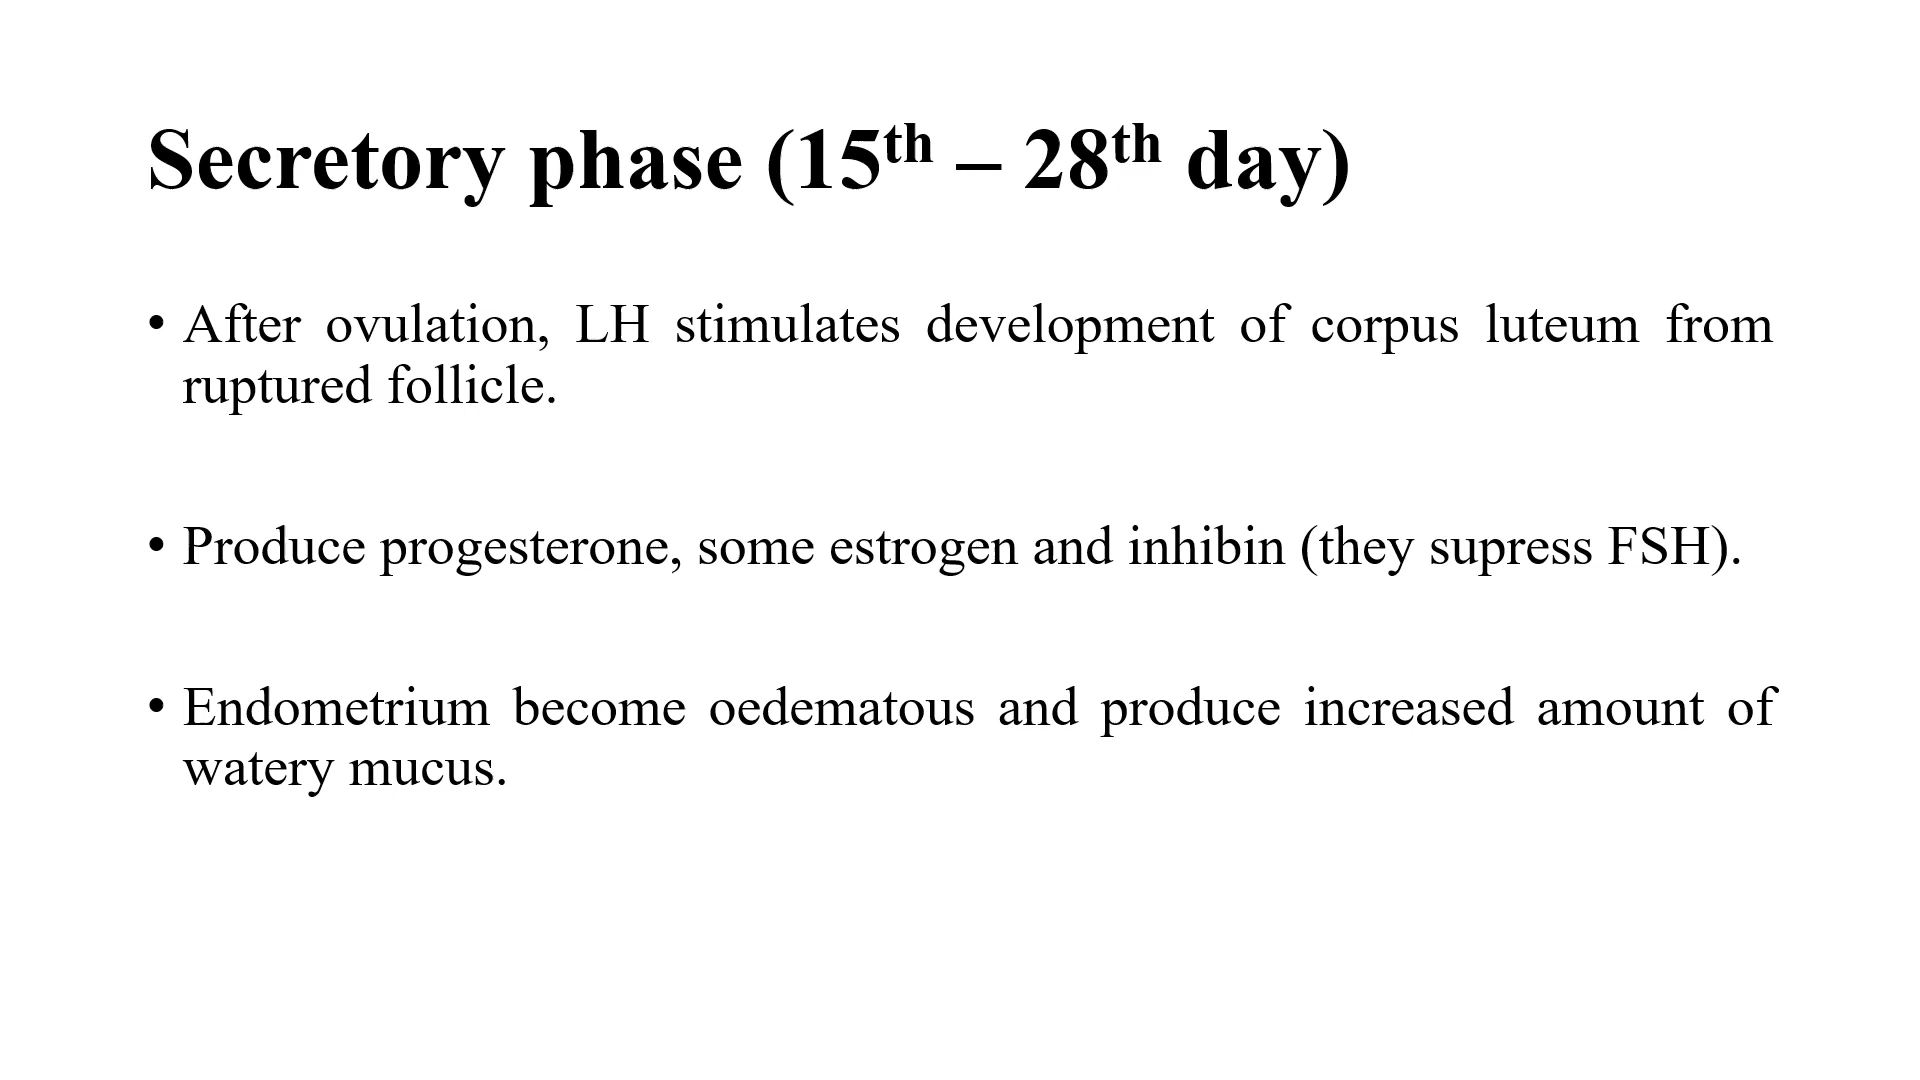 Secretory phase (15th – 28th day)
• After ovulation, LH stimulates development of corpus luteum from
ruptured follicle.
• Produce progesterone, some estrogen and inhibin (they supress FSH).
• Endometrium become oedematous and produce increased amount of
watery mucus.